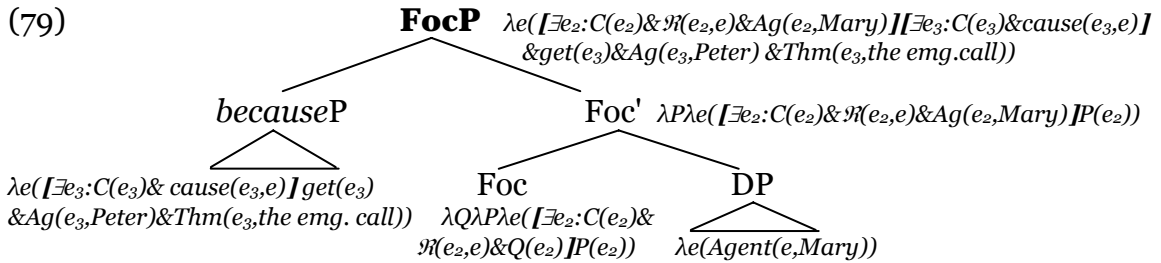 (79)
FocP λe([∃e₂:C(e₂)&ℜ(e₂,e)&Ag(e₂,Mary)][∃e₃:C(e₃)&cause(e₃,e)]
&get(e₃)&Ag(e₃,Peter) &Thm(e₃,the emg.call))
becauseP
Foc' λPλe([∃e₂:C(e₂)&ℜ(e₂,e)&Ag(e₂,Mary)]P(e₂))
λe([∃e₃:C(e₃)& cause(e₃,e)] get(e₃)
&Ag(e₃,Peter)&Thm(e₃,the emg. call))
Foc
λQλPλe([∃e₂:C(e₂)&
ℜ(e₂,e)&Q(e₂)]P(e₂))
DP
λe(Agent(e,Mary))